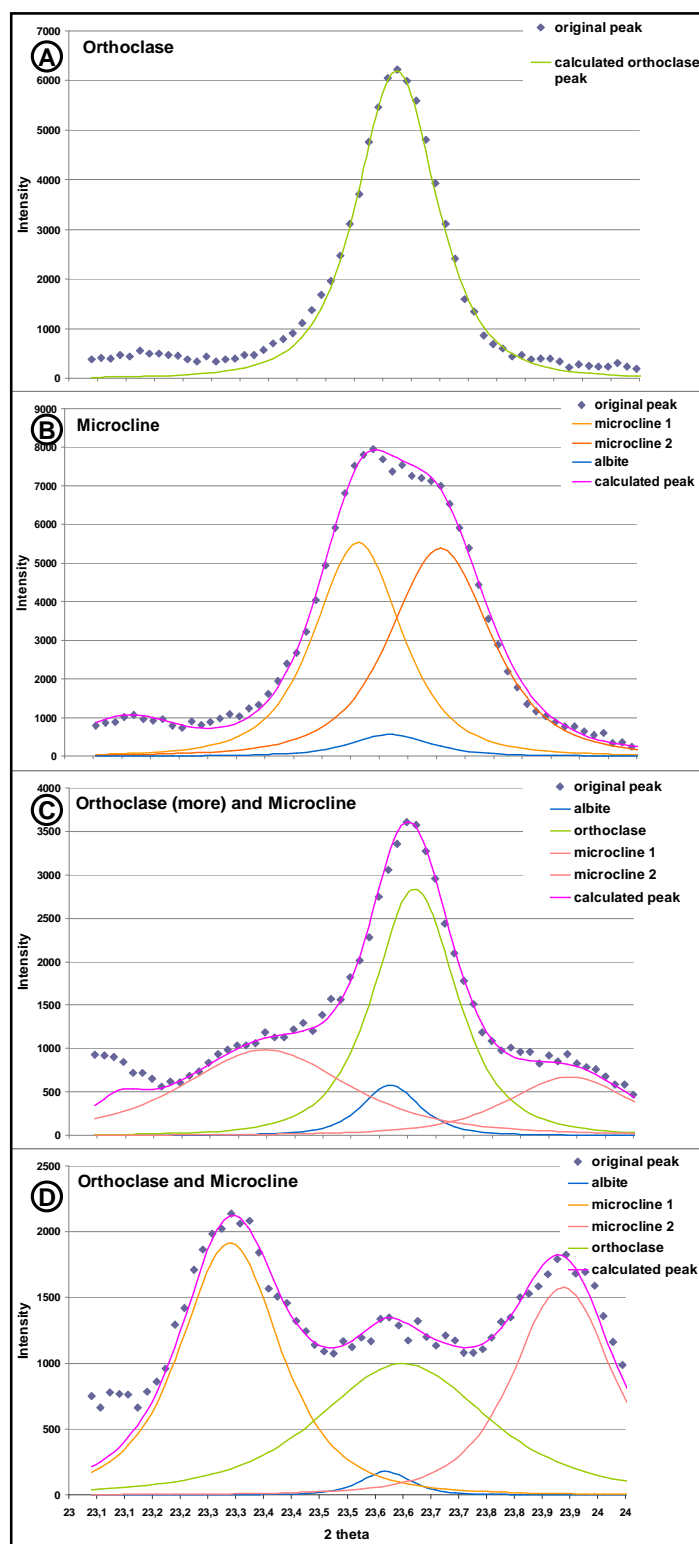 A
Orthoclase
original peak
calculated orthoclase
peak
7000
6000
5000
4000
3000
2000
1000
0
Intensity
B
Microcline
original peak
microcline 1
microcline 2
albite
calculated peak
9000
8000
7000
6000
5000
4000
3000
2000
1000
0
Intensity
C
Orthoclase (more) and Microcline
original peak
albite
orthoclase
microcline 1
microcline 2
calculated peak
4000
3500
3000
2500
2000
1500
1000
500
0
Intensity
D
Orthoclase and Microcline
original peak
albite
microcline 1
microcline 2
orthoclase
calculated peak
2500
2000
1500
1000
500
0
Intensity
23 23,1 23,1 23,2 23,2 23,3 23,3 23,4 23,4 23,5 23,5 23,6 23,6 23,7 23,7 23,8 23,8 23,9 23,9 24 24
2 theta